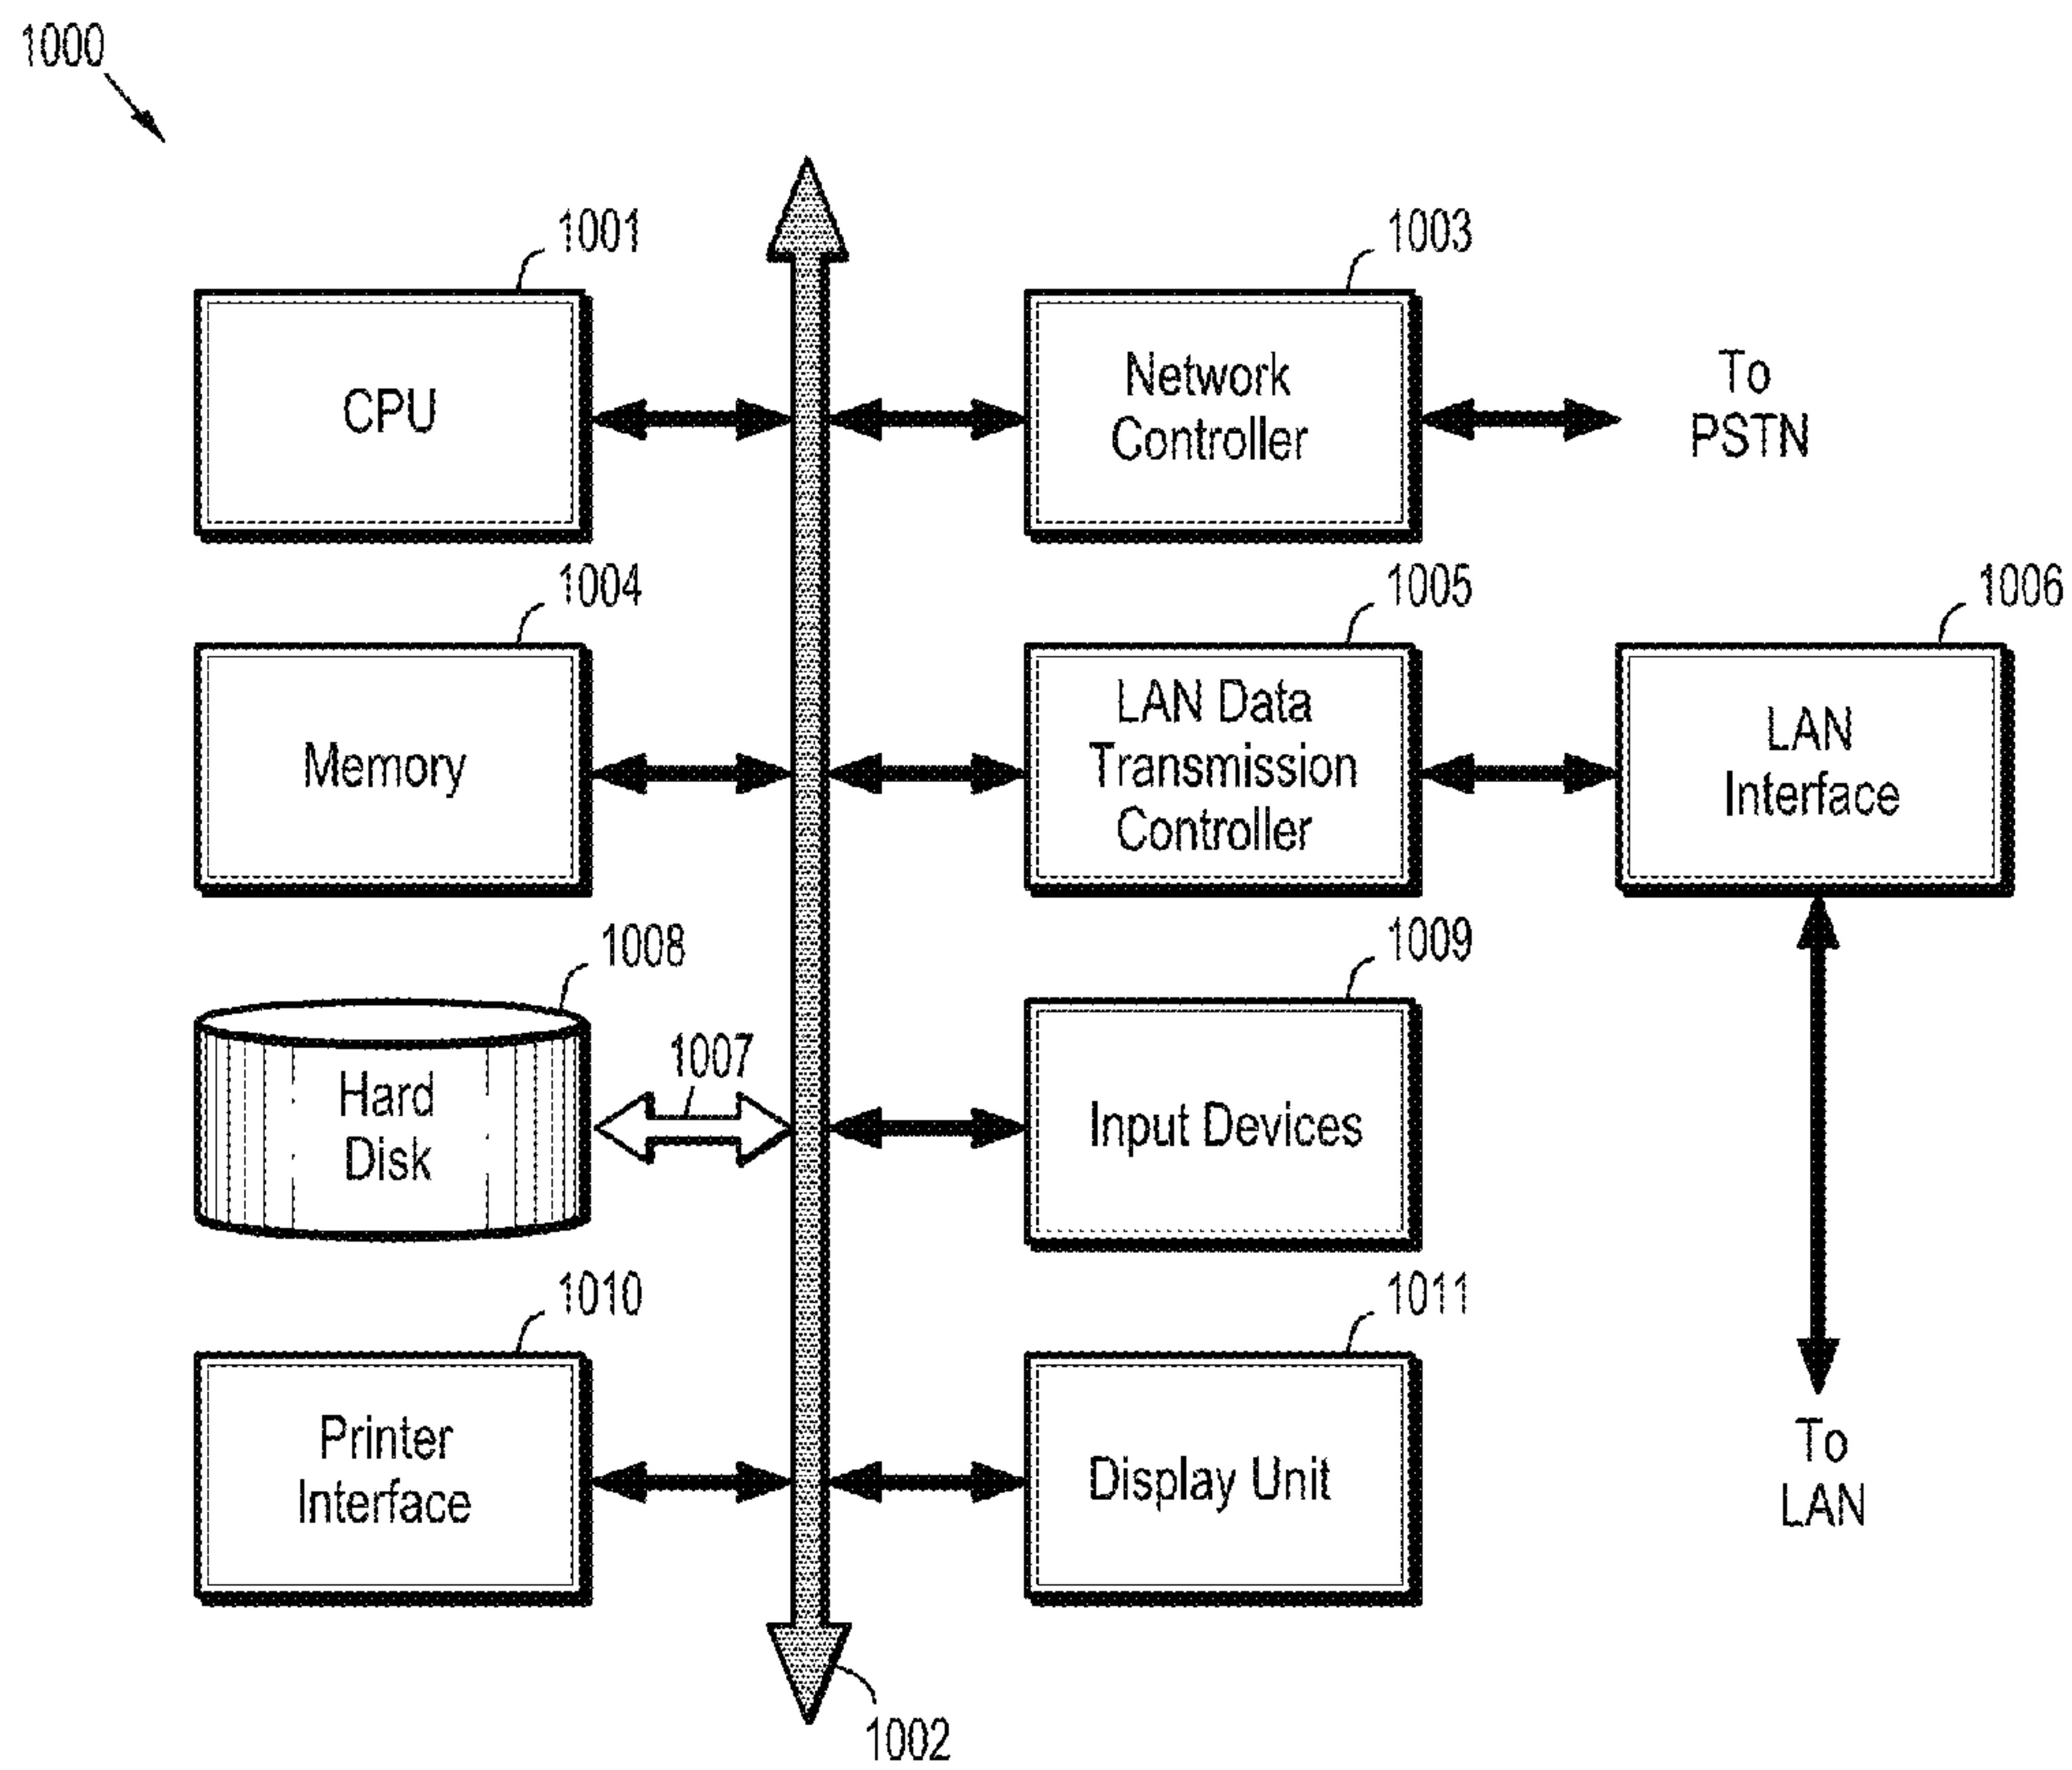 1000
1001
CPU
1003
Network
Controller
To
PSTN
1004
Memory
1005
LAN Data
Transmission
Controller
1006
LAN
Interface
1008
Hard
Disk
1007
1009
Input Devices
1010
Printer
Interface
1011
Display Unit
To
LAN
1002